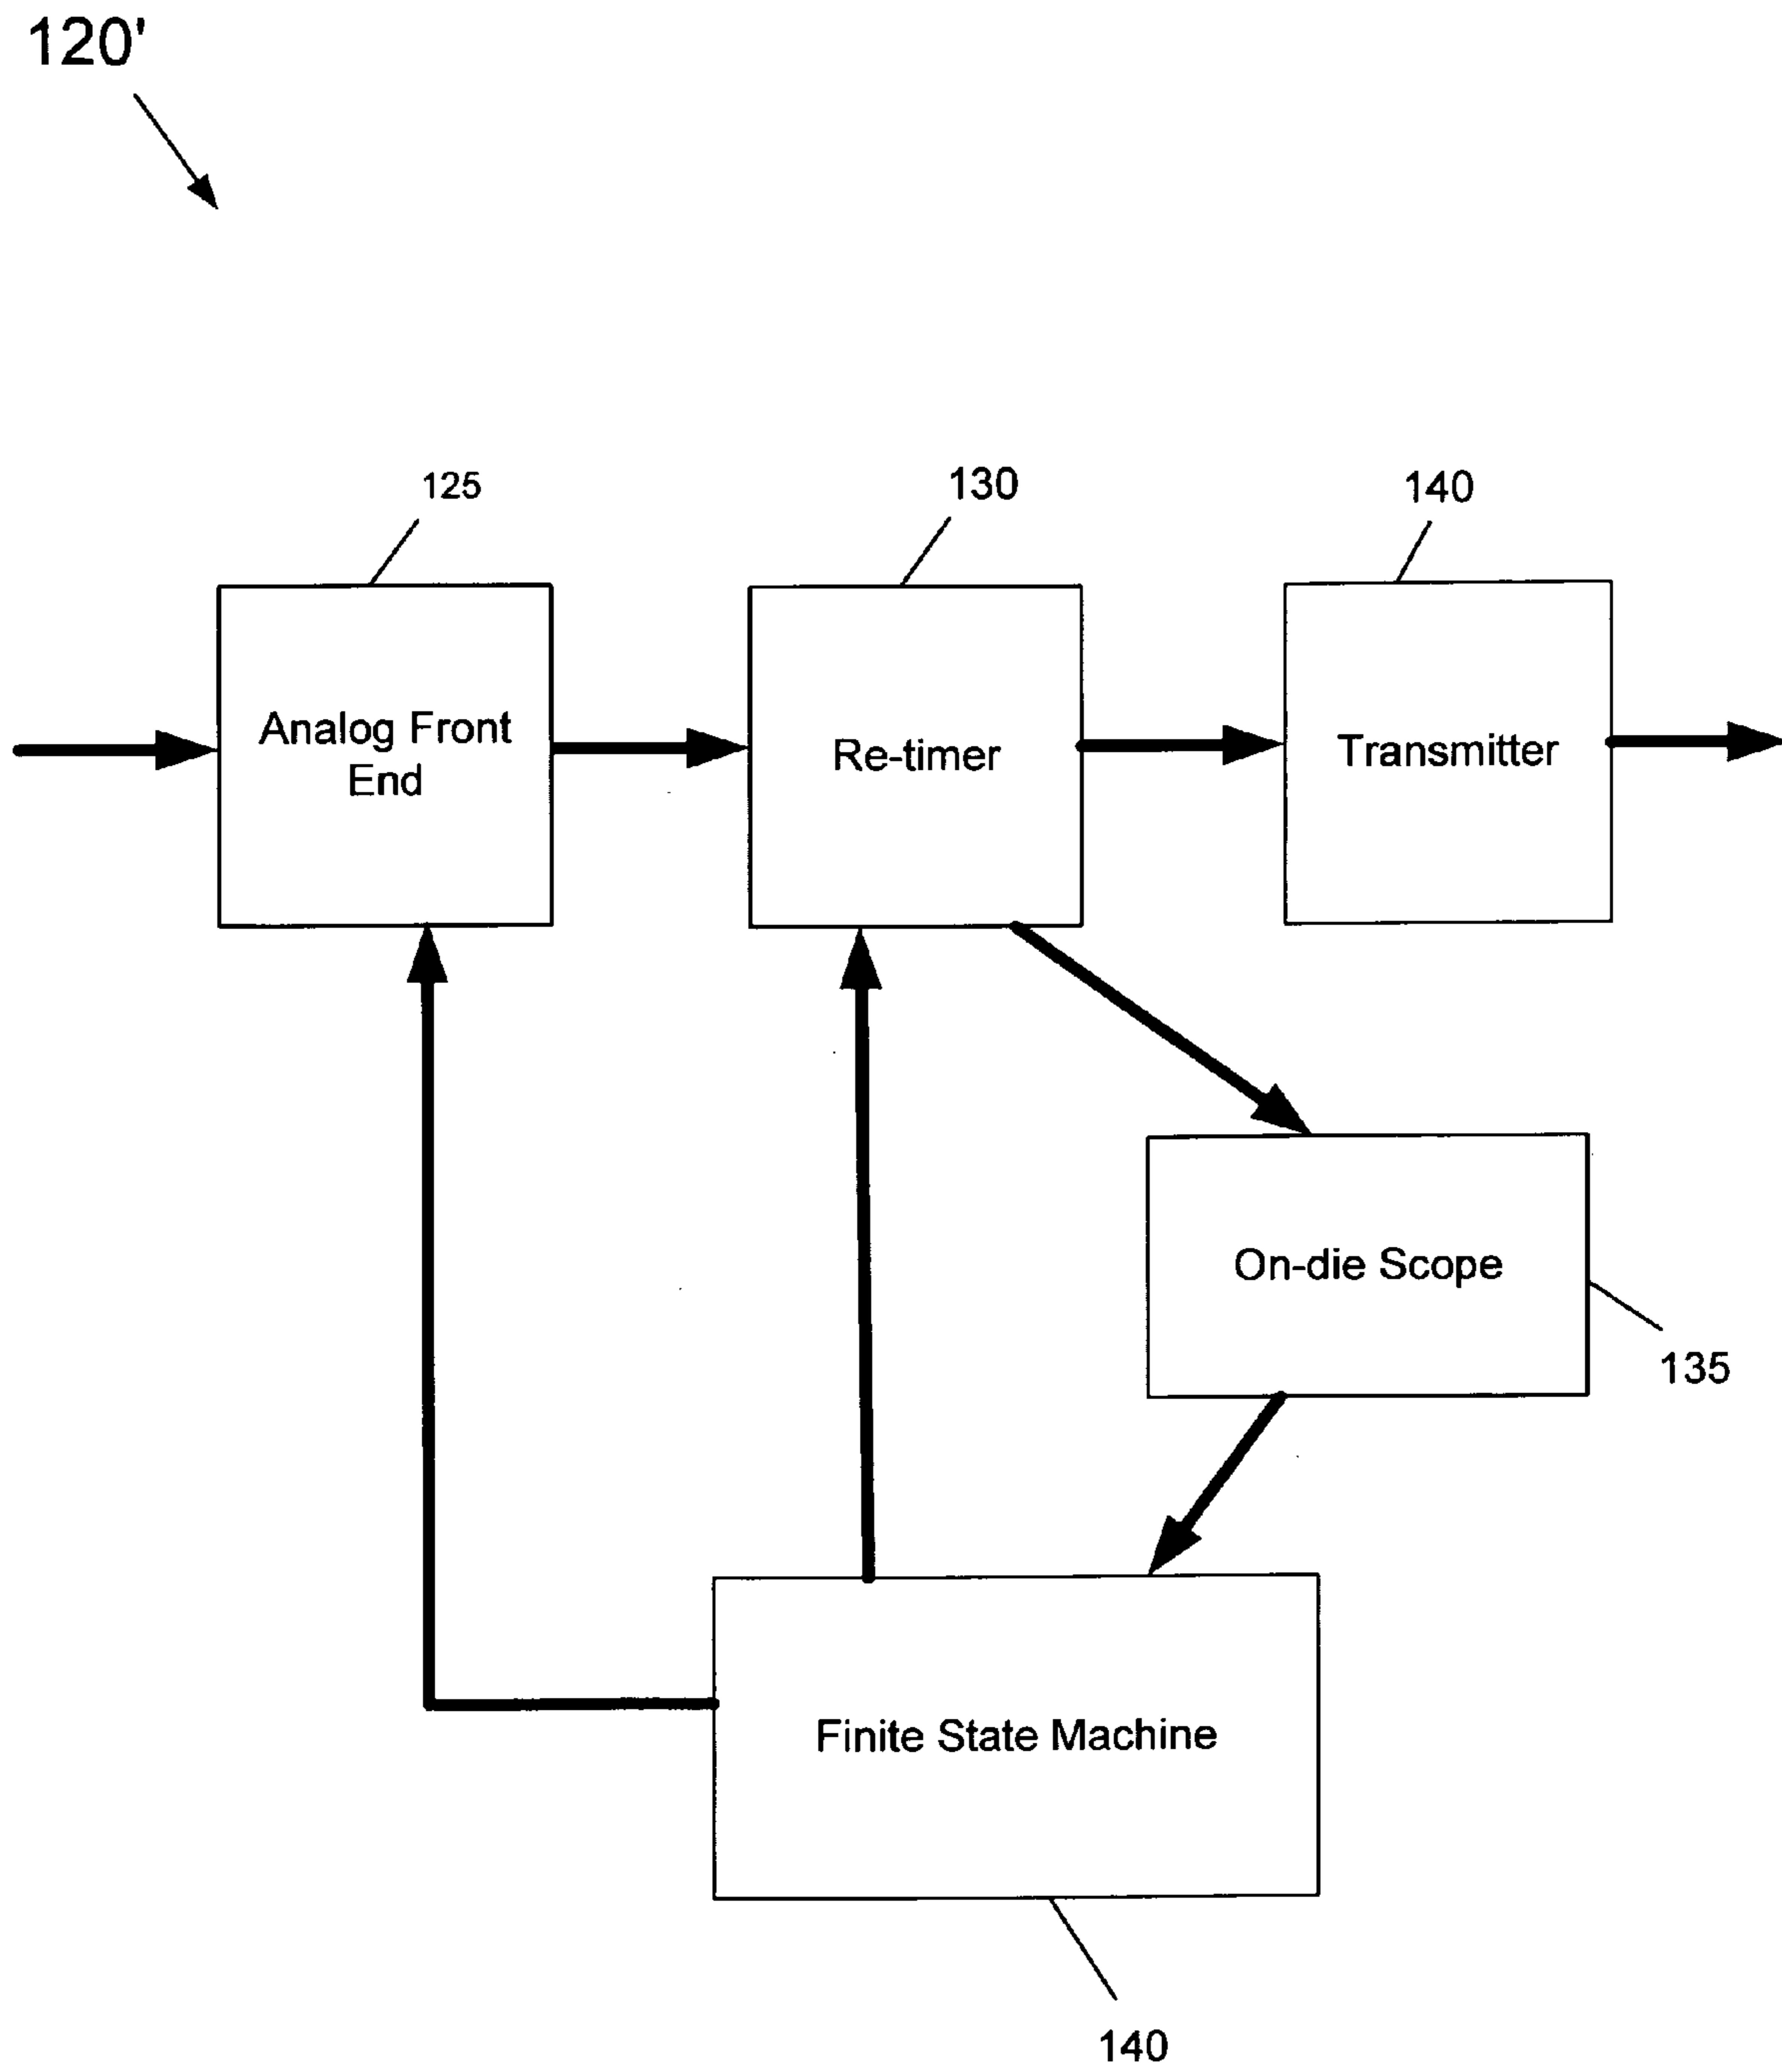 120'
125
130
140
Analog Front
End
Re-timer
Transmitter
On-die Scope
135
Finite State Machine
140